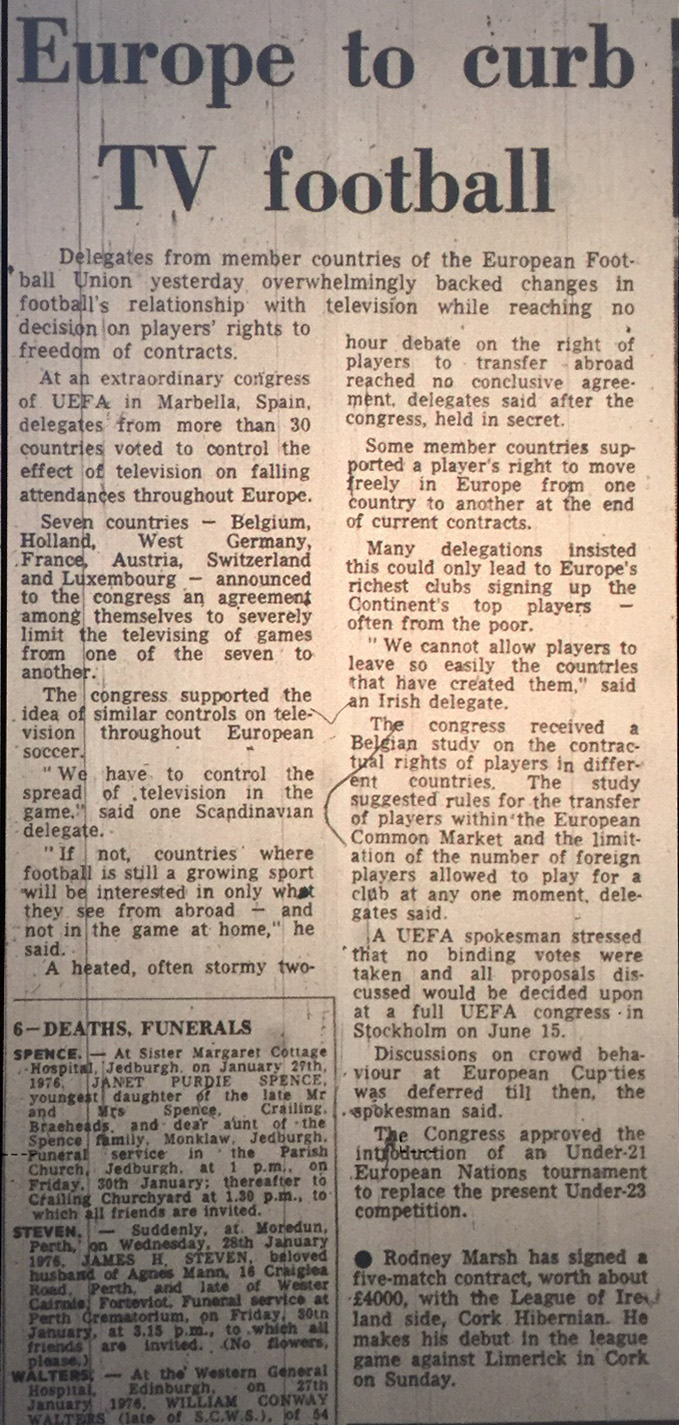 Europe to curb
TV football
Delegates from member countries of the European Foot-
ball Union yesterday overwhelmingly backed changes in
football's relationship with television while reaching no
decision on players' rights to
freedom of contracts.
At an extraordinary congress
of UEFA in Marbella, Spain,
delegates from more than 30
countries voted to control the
effect of television on falling
attendances throughout Europe.
Seven countries — Belgium,
Holland, West Germany,
France, Austria, Switzerland
and Luxembourg — announced
to the congress an agreement
among themselves to severely
limit the televising of games
from one of the seven to
another.
The congress supported the
idea of similar controls on tele-
vision throughout European
soccer.
"We have to control the
spread of television in the
game," said one Scandinavian
delegate.
"If not, countries where
football is still a growing sport
will be interested in only what
they see from abroad — and
not in the game at home," he
said.
A heated, often stormy two-
hour debate on the right of
players to transfer abroad
reached no conclusive agree-
ment, delegates said after the
congress, held in secret.
Some member countries sup-
ported a player's right to move
freely in Europe from one
country to another at the end
of current contracts.
Many delegations insisted
this could only lead to Europe's
richest clubs signing up the
Continent's top players —
often from the poor.
"We cannot allow players to
leave so easily the countries
that have created them," said
an Irish delegate.
The congress received a
Belgian study on the contrac-
tual rights of players in differ-
ent countries. The study
suggested rules for the transfer
of players within the European
Common Market and the limit-
ation of the number of foreign
players allowed to play for a
club at any one moment, dele-
gates said.
A UEFA spokesman stressed
that no binding votes were
taken and all proposals dis-
cussed would be decided upon
at a full UEFA congress in
Stockholm on June 15.
Discussions on crowd beha-
viour at European Cup-ties
was deferred till then, the
spokesman said.
The Congress approved the
introduction of an Under-21
European Nations tournament
to replace the present Under-23
competition.
● Rodney Marsh has signed a
five-match contract, worth about
£4000, with the League of Ire-
land side, Cork Hibernian. He
makes his debut in the league
game against Limerick in Cork
on Sunday.
6—DEATHS, FUNERALS
SPENCE. — At Sister Margaret Cottage
Hospital, Jedburgh, on January 27th,
1976, JANET PURDIE SPENCE,
youngest daughter of the late Mr
and Mrs Spence, Crailing,
Braeheads, and dear aunt of the
Spence family, Monklaw, Jedburgh.
Funeral service in the Parish
Church, Jedburgh, at 1 p.m., on
Friday, 30th January; thereafter to
Crailing Churchyard at 1.30 p.m., to
which all friends are invited.
STEVEN. — Suddenly, at Moredun,
Perth, on Wednesday, 28th January
1976, JAMES H. STEVEN, beloved
husband of Agnes Mann, 16 Craigiea
Road, Perth, and late of Wester
Cairnie, Forteviot. Funeral service at
Perth Crematorium, on Friday, 30th
January, at 3.15 p.m., to which all
friends are invited. (No flowers,
please.)
WALTERS. — At the Western General
Hospital, Edinburgh, on 27th
January 1976, WILLIAM CONWAY
WALTERS (late of S.C.W.S.), of 54